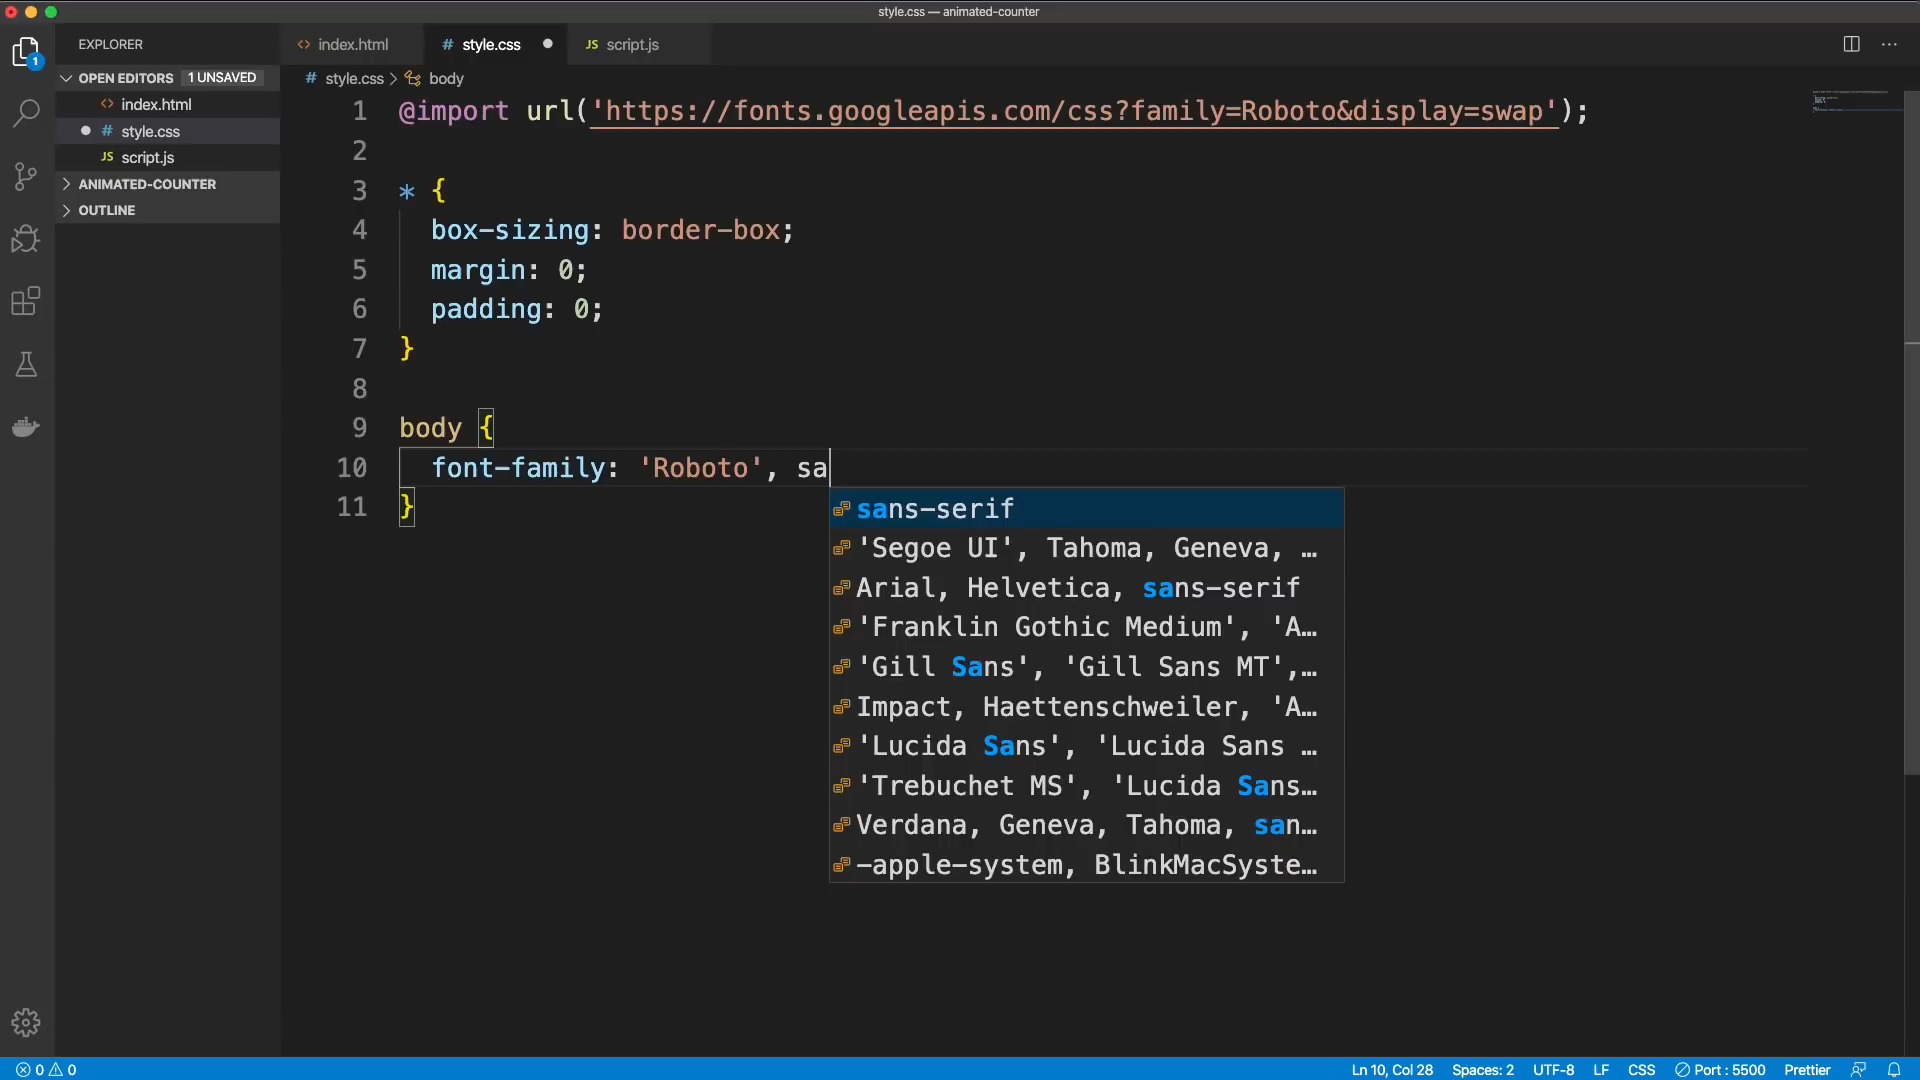 style.css — animated-counter
EXPLORER
index.html
# style.css
JS script.js
1
OPEN EDITORS 1 UNSAVED
index.html
# style.css
JS script.js
ANIMATED-COUNTER
OUTLINE
# style.css > body
1 @import url('https://fonts.googleapis.com/css?family=Roboto&display=swap');
2
3 * {
4 box-sizing: border-box;
5 margin: 0;
6 padding: 0;
7 }
8
9 body {
10 font-family: 'Roboto', sa
11 }
sans-serif
'Segoe UI', Tahoma, Geneva, …
Arial, Helvetica, sans-serif
'Franklin Gothic Medium', 'A…
'Gill Sans', 'Gill Sans MT',…
Impact, Haettenschweiler, 'A…
'Lucida Sans', 'Lucida Sans …
'Trebuchet MS', 'Lucida Sans…
Verdana, Geneva, Tahoma, san…
-apple-system, BlinkMacSyste…
0 0 Ln 10, Col 28 Spaces: 2 UTF-8 LF CSS Port : 5500 Prettier